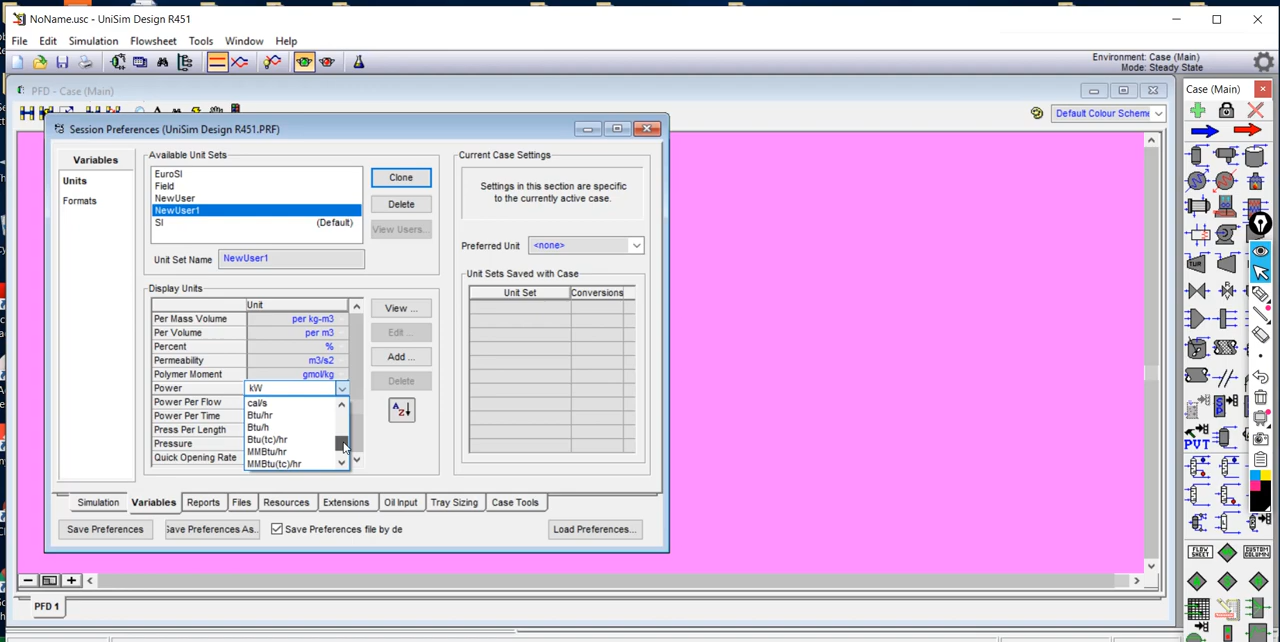 NoName.usc - UniSim Design R451
File Edit Simulation Flowsheet Tools Window Help
Environment: Case (Main)
Mode: Steady State
PFD - Case (Main)
Case (Main)
Default Colour Scheme
Session Preferences (UniSim Design R451.PRF)
Variables
Units
Formats
Available Unit Sets
EuroSI
Field
NewUser
NewUser1
SI (Default)
Clone
Delete
View Users...
Unit Set Name NewUser1
Display Units
Unit
Per Mass Volume per kg-m3
Per Volume per m3
Percent %
Permeability m3/s2
Polymer Moment gmol/kg
Power kW
Power Per Flow
Power Per Time
Press Per Length
Pressure
Quick Opening Rate
cal/s
Btu/hr
Btu/h
Btu(tc)/hr
MMBtu/hr
MMBtu(tc)/hr
View ...
Edit ...
Add ...
Delete
Current Case Settings
Settings in this section are specific
to the currently active case.
Preferred Unit <none>
Unit Sets Saved with Case
Unit Set Conversions
Simulation Variables Reports Files Resources Extensions Oil Input Tray Sizing Case Tools
Save Preferences Save Preferences As.. Save Preferences file by de Load Preferences...
PFD 1
TUR
SP
PVT
FLOW
SHEET
CUSTOM
COLUMN